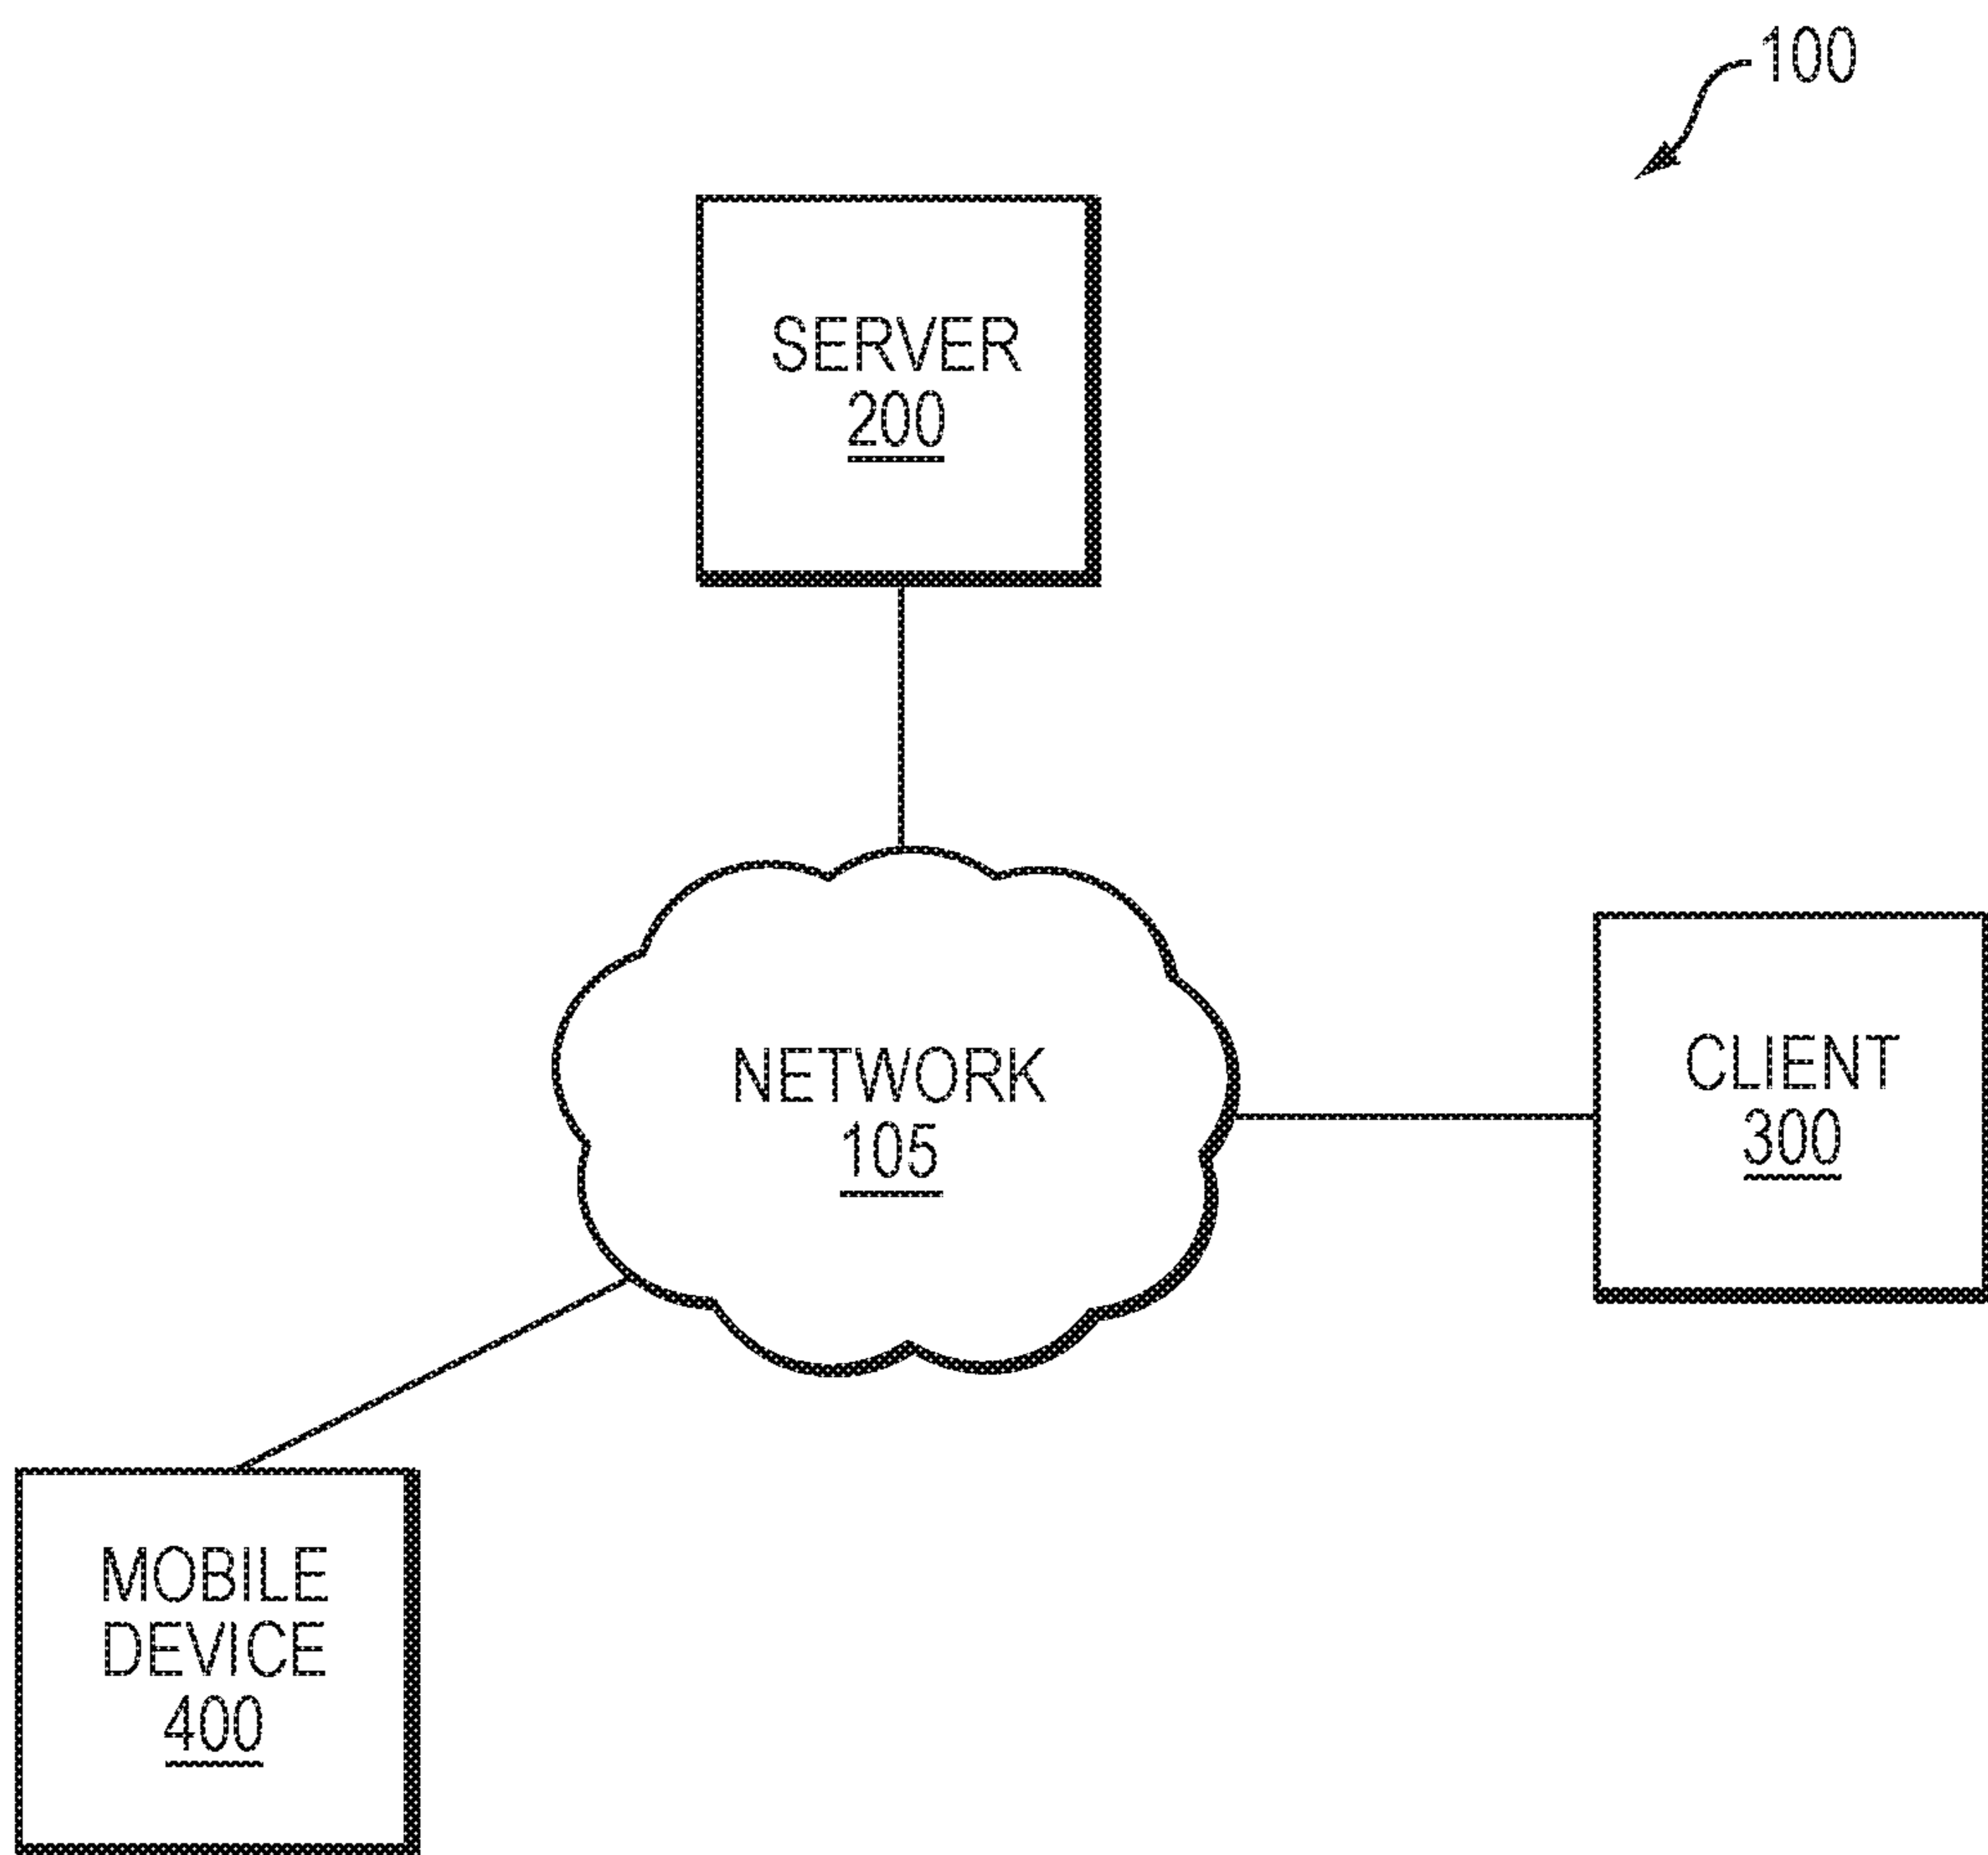 100
SERVER
200
NETWORK
105
CLIENT
300
MOBILE
DEVICE
400